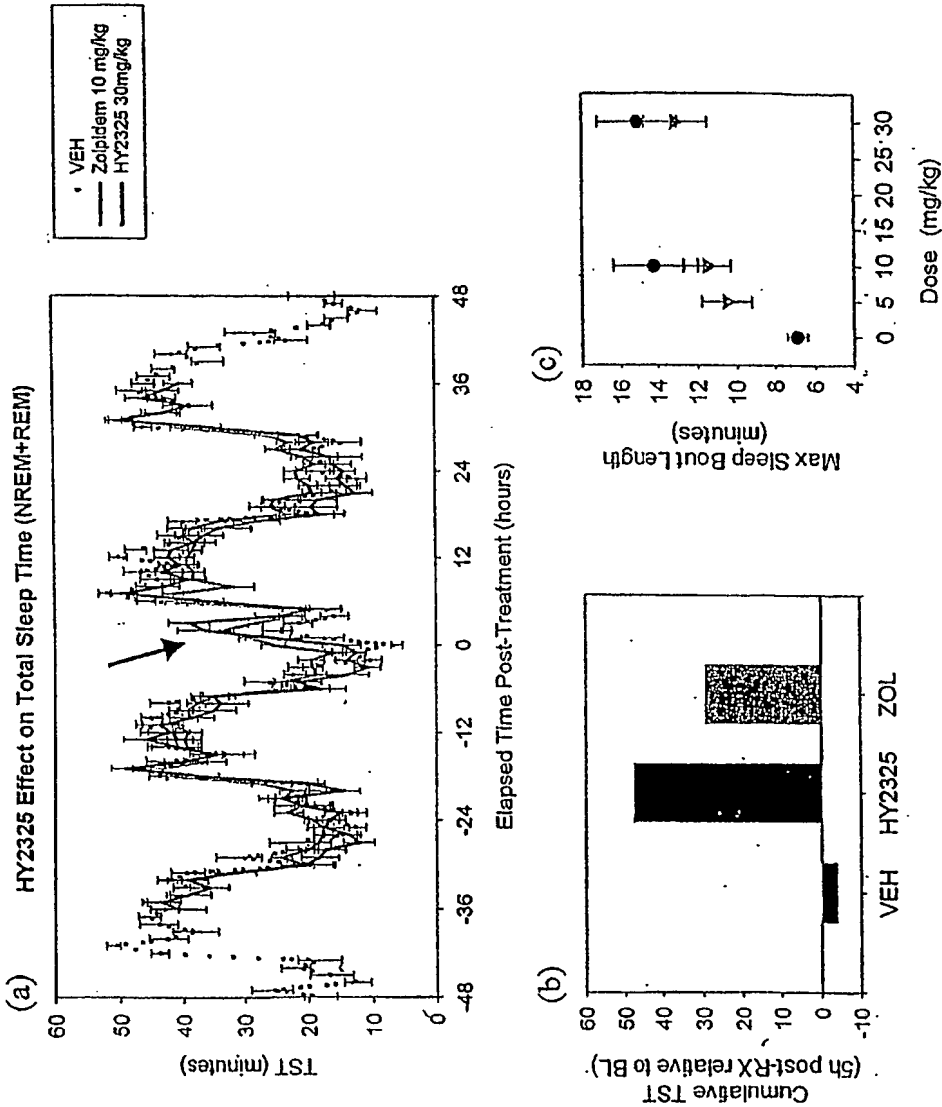 (a)
HY2325 Effect on Total Sleep Time (NREM+REM)
VEH
Zolpidem 10 mg/kg
HY2325 30mg/kg
TST (minutes)
60
50
40
30
20
10
0
-48
-36
-24
-12
0
12
24
36
48
Elapsed Time Post-Treatment (hours)
(b)
Cumulative TST
(5h post-RX relative to BL)
60
50
40
30
20
10
0
-10
VEH
HY2325
ZOL
(c)
Max Sleep Bout Length
(minutes)
18
16
14
12
10
8
6
4
0
5
10
15
20
25
30
Dose (mg/kg)